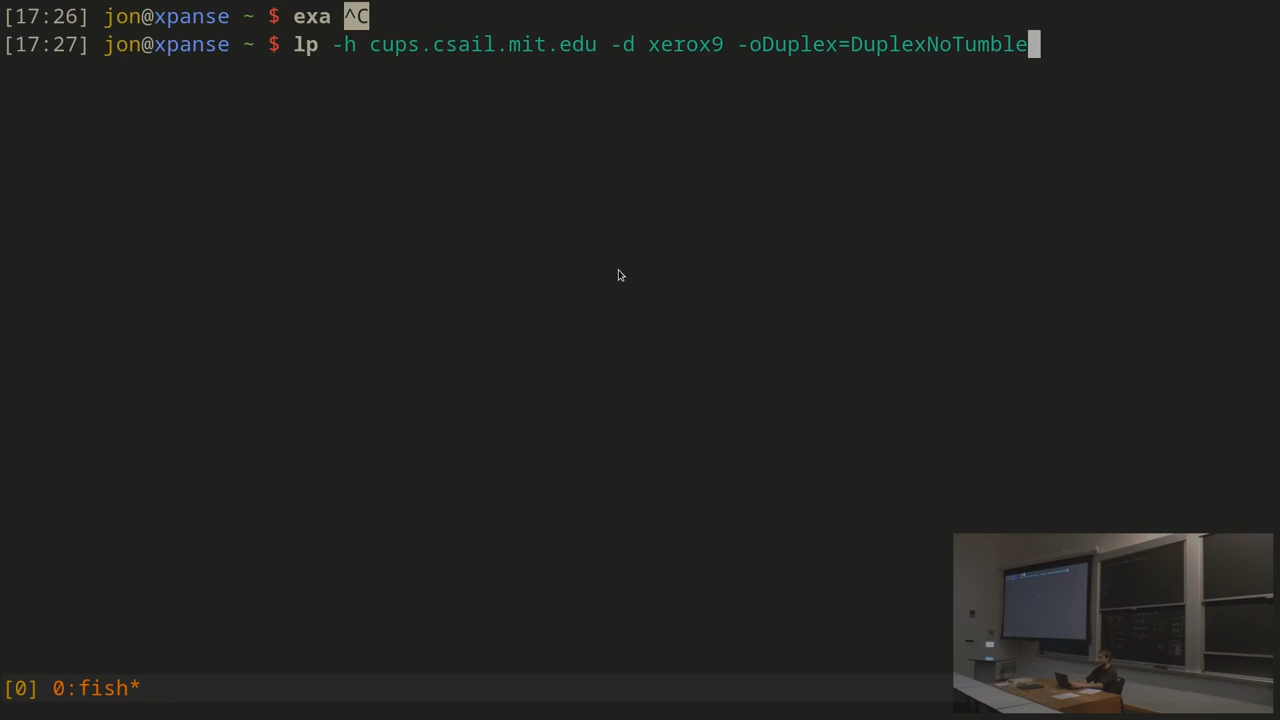 [17:26] jon@xpanse ~ $ exa ^C
[17:27] jon@xpanse ~ $ lp -h cups.csail.mit.edu -d xerox9 -oDuplex=DuplexNoTumble
[0] 0:fish*